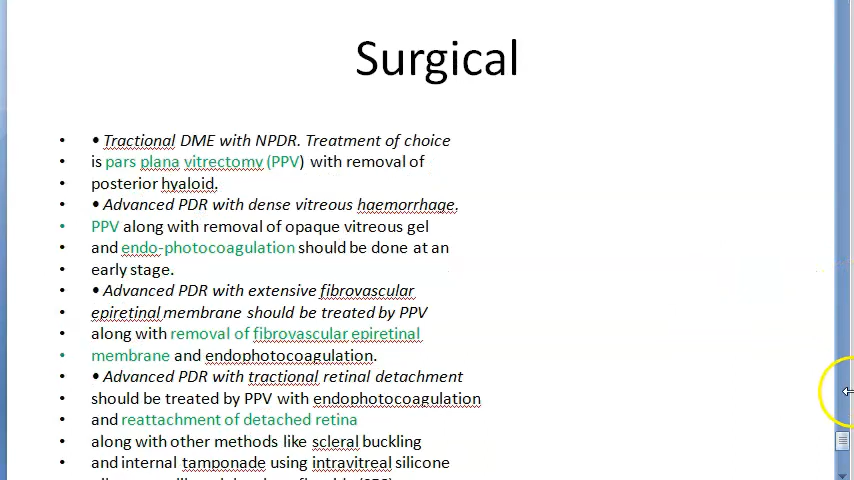 Surgical
• • Tractional DME with NPDR. Treatment of choice
• is pars plana vitrectomy (PPV) with removal of
• posterior hyaloid.
• • Advanced PDR with dense vitreous haemorrhage.
• PPV along with removal of opaque vitreous gel
• and endo-photocoagulation should be done at an
• early stage.
• • Advanced PDR with extensive fibrovascular
• epiretinal membrane should be treated by PPV
• along with removal of fibrovascular epiretinal
• membrane and endophotocoagulation.
• • Advanced PDR with tractional retinal detachment
• should be treated by PPV with endophotocoagulation
• and reattachment of detached retina
• along with other methods like scleral buckling
• and internal tamponade using intravitreal silicone